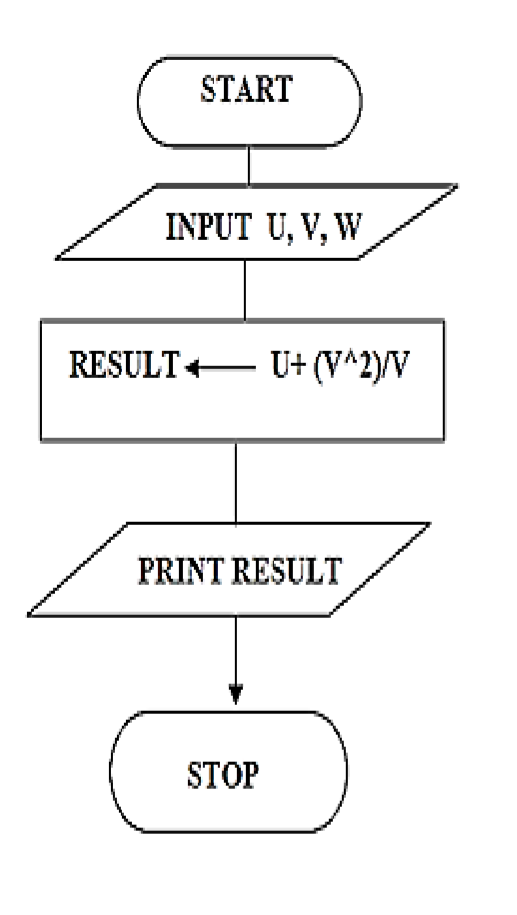 START
INPUT U, V, W
RESULT ← U+ (V^2)/V
PRINT RESULT
STOP